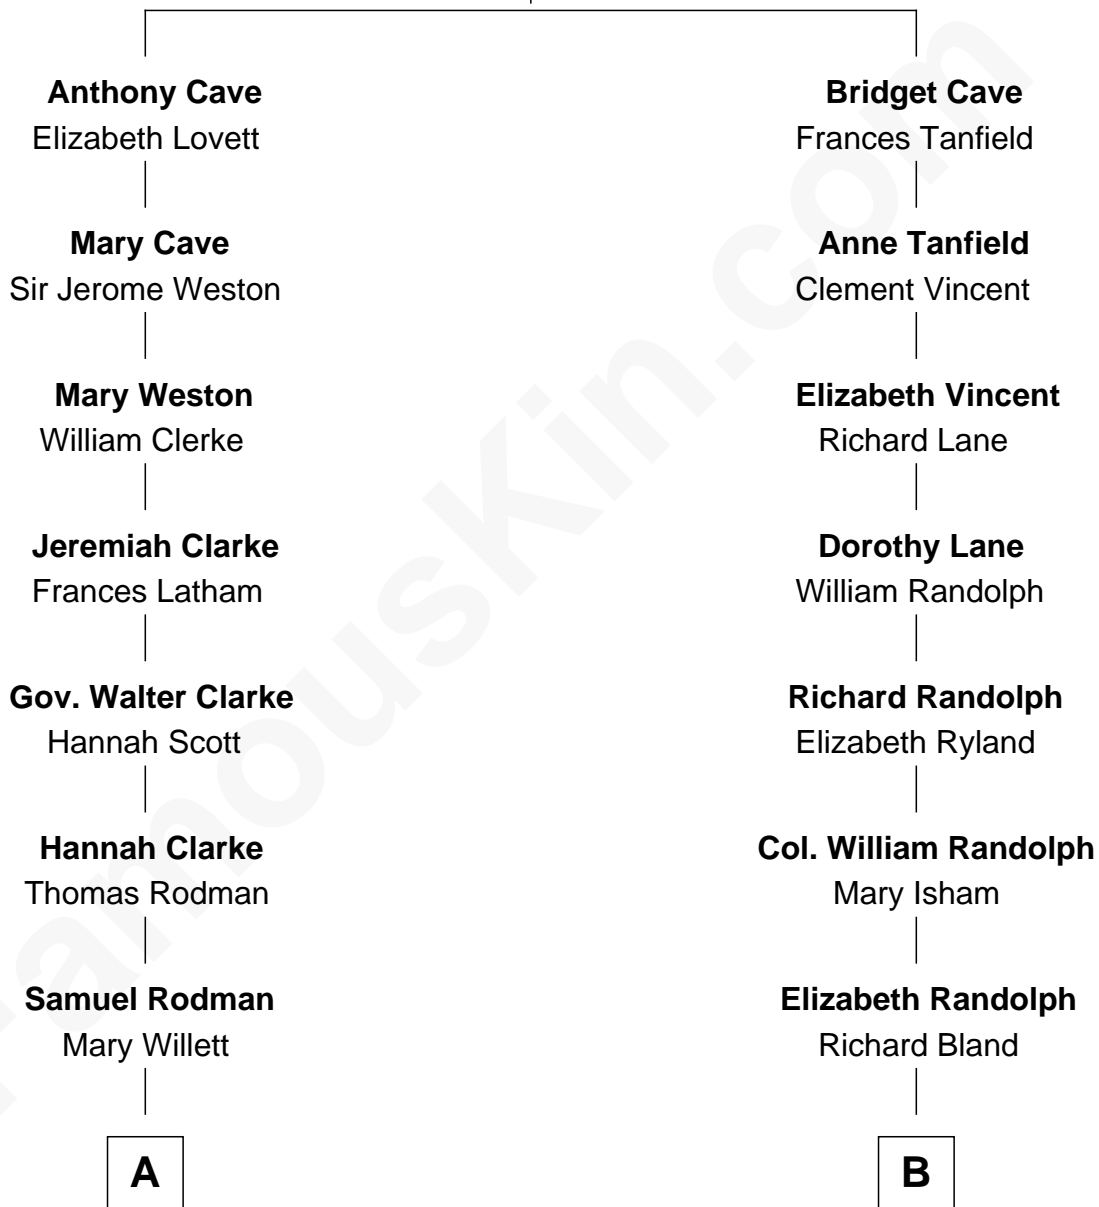 Anthony Cave
Elizabeth Lovett
Mary Cave
Sir Jerome Weston
Mary Weston
William Clerke
Jeremiah Clarke
Frances Latham
Gov. Walter Clarke
Hannah Scott
Hannah Clarke
Thomas Rodman
Samuel Rodman
Mary Willett
A
Bridget Cave
Frances Tanfield
Anne Tanfield
Clement Vincent
Elizabeth Vincent
Richard Lane
Dorothy Lane
William Randolph
Richard Randolph
Elizabeth Ryland
Col. William Randolph
Mary Isham
Elizabeth Randolph
Richard Bland
B
FamousKin.com